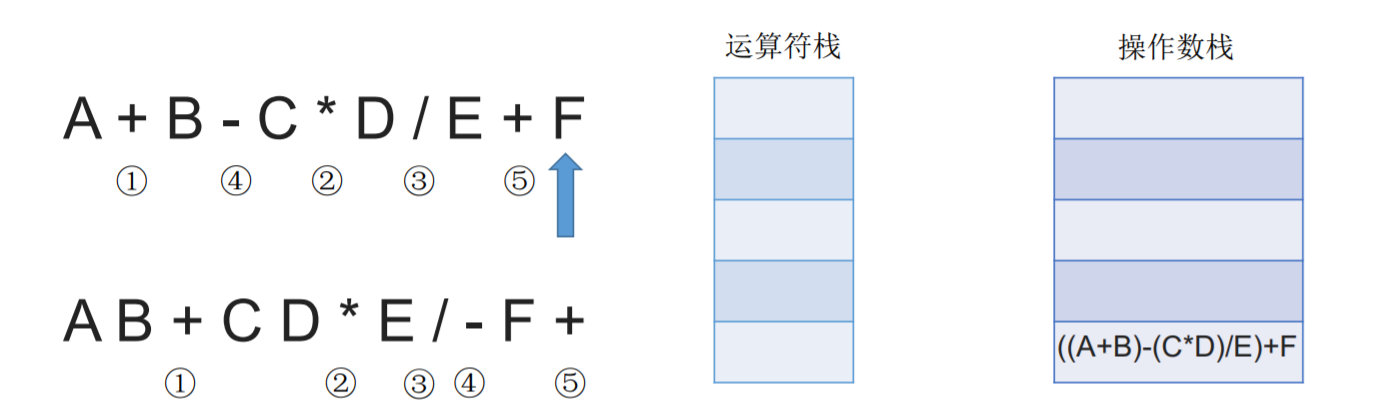 运算符栈
操作数栈
A + B - C * D / E + F
① ④ ② ③ ⑤
A B + C D * E / - F +
① ② ③ ④ ⑤
((A+B)-(C*D)/E)+F